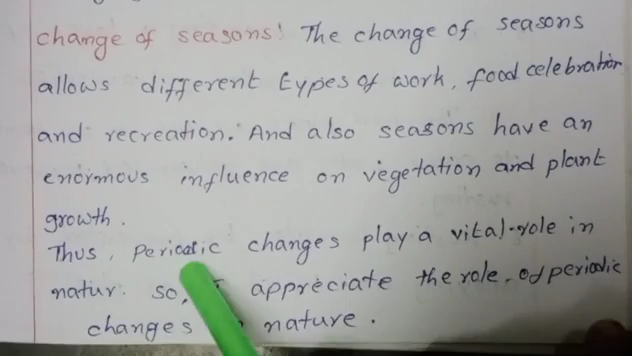 change of seasons! The change of seasons
allows different types of work, food celebration
and recreation. And also seasons have an
enormous influence on vegetation and plant
growth.
Thus, periodic changes play a vital-role in
natur. so, I appreciate the role, od periodic
changes nature.